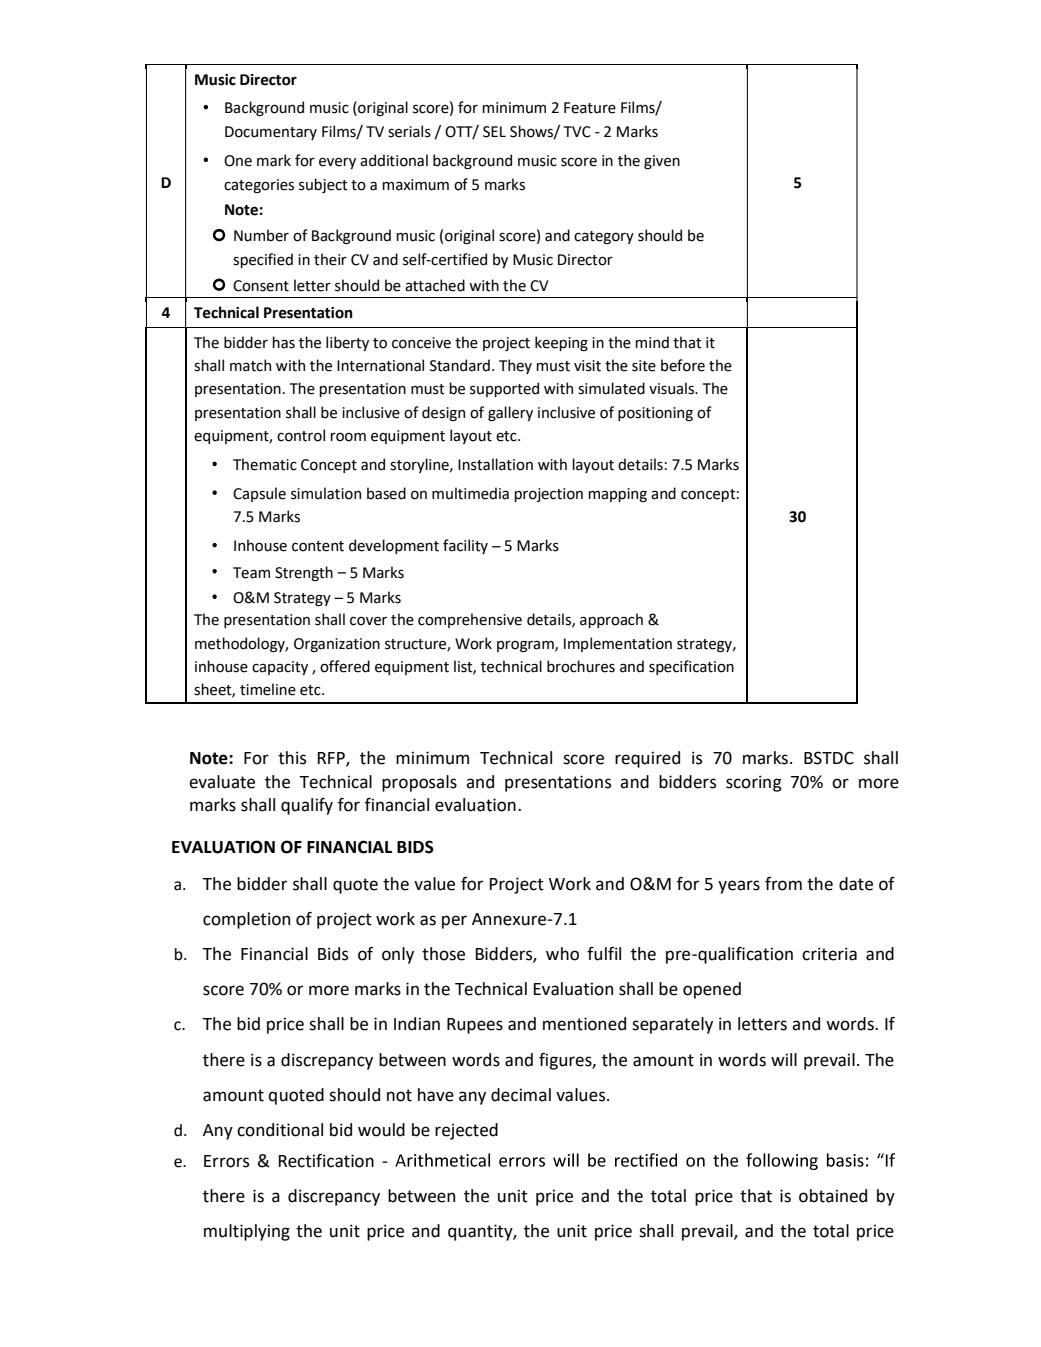 Music Director
• Background music (original score) for minimum 2 Feature Films/
Documentary Films/ TV serials / OTT/ SEL Shows/ TVC - 2 Marks
• One mark for every additional background music score in the given
categories subject to a maximum of 5 marks
D
5
Note:
Number of Background music (original score) and category should be
specified in their CV and self-certified by Music Director
Consent letter should be attached with the CV
4 Technical Presentation
The bidder has the liberty to conceive the project keeping in the mind that it
shall match with the International Standard. They must visit the site before the
presentation. The presentation must be supported with simulated visuals. The
presentation shall be inclusive of design of gallery inclusive of positioning of
equipment, control room equipment layout etc.
• Thematic Concept and storyline, Installation with layout details: 7.5 Marks
• Capsule simulation based on multimedia projection mapping and concept:
7.5 Marks
30
• Inhouse content development facility – 5 Marks
• Team Strength – 5 Marks
• O&M Strategy – 5 Marks
The presentation shall cover the comprehensive details, approach &
methodology, Organization structure, Work program, Implementation strategy,
inhouse capacity , offered equipment list, technical brochures and specification
sheet, timeline etc.
Note: For this RFP, the minimum Technical score required is 70 marks. BSTDC shall
evaluate the Technical proposals and presentations and bidders scoring 70% or more
marks shall qualify for financial evaluation.
EVALUATION OF FINANCIAL BIDS
a. The bidder shall quote the value for Project Work and O&M for 5 years from the date of
completion of project work as per Annexure-7.1
b. The Financial Bids of only those Bidders, who fulfil the pre-qualification criteria and
score 70% or more marks in the Technical Evaluation shall be opened
c. The bid price shall be in Indian Rupees and mentioned separately in letters and words. If
there is a discrepancy between words and figures, the amount in words will prevail. The
amount quoted should not have any decimal values.
d. Any conditional bid would be rejected
e. Errors & Rectification - Arithmetical errors will be rectified on the following basis: “If
there is a discrepancy between the unit price and the total price that is obtained by
multiplying the unit price and quantity, the unit price shall prevail, and the total price